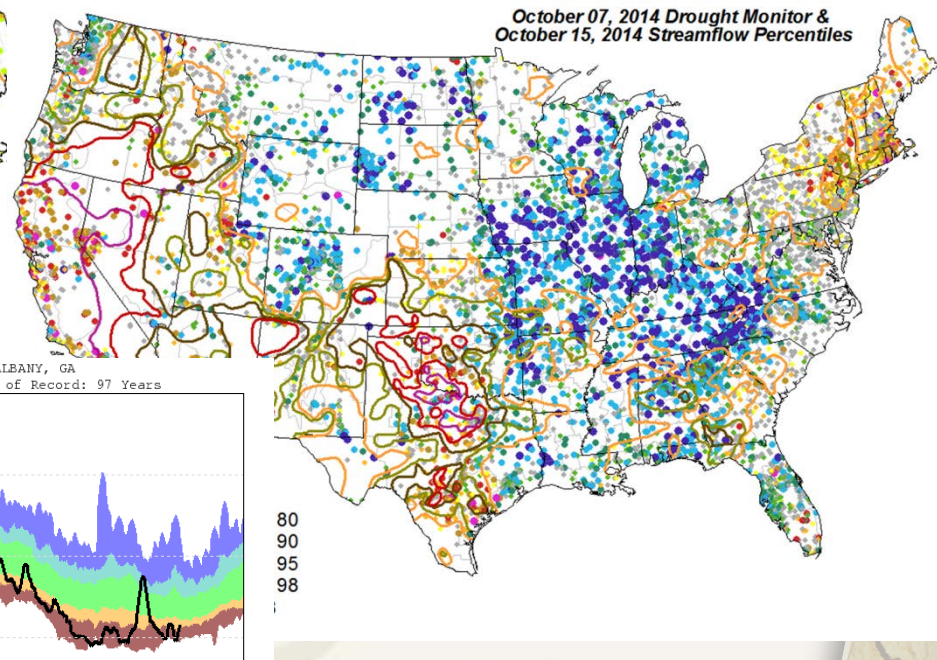 October 07, 2014 Drought Monitor &
October 15, 2014 Streamflow Percentiles
ALBANY, GA
of Record: 97 Years
80
90
95
98